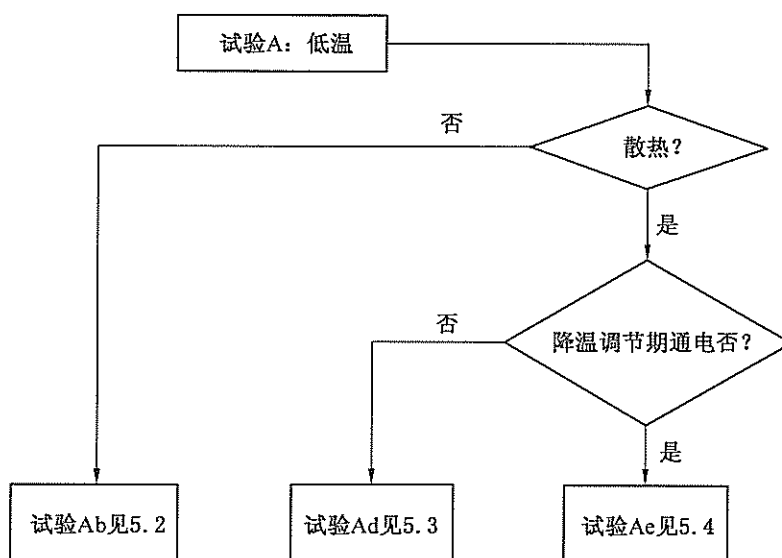 试验A：低温
否
散热？
是
否
降温调节期通电否？
是
试验Ab见5.2
试验Ad见5.3
试验Ae见5.4